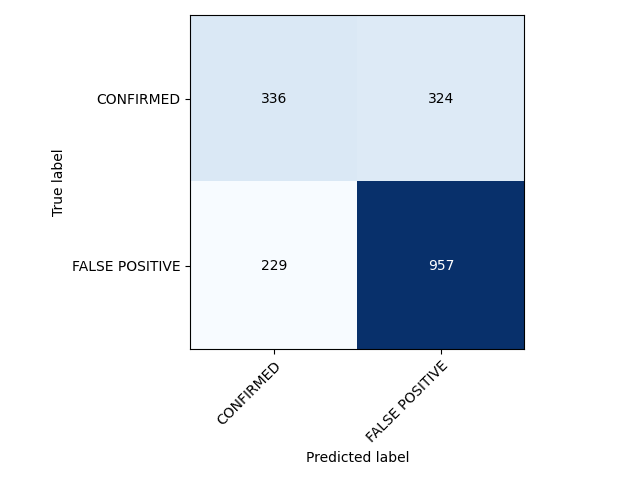 CONFIRMED
336
324
True label
FALSE POSITIVE
229
957
CONFIRMED
FALSE POSITIVE
Predicted label